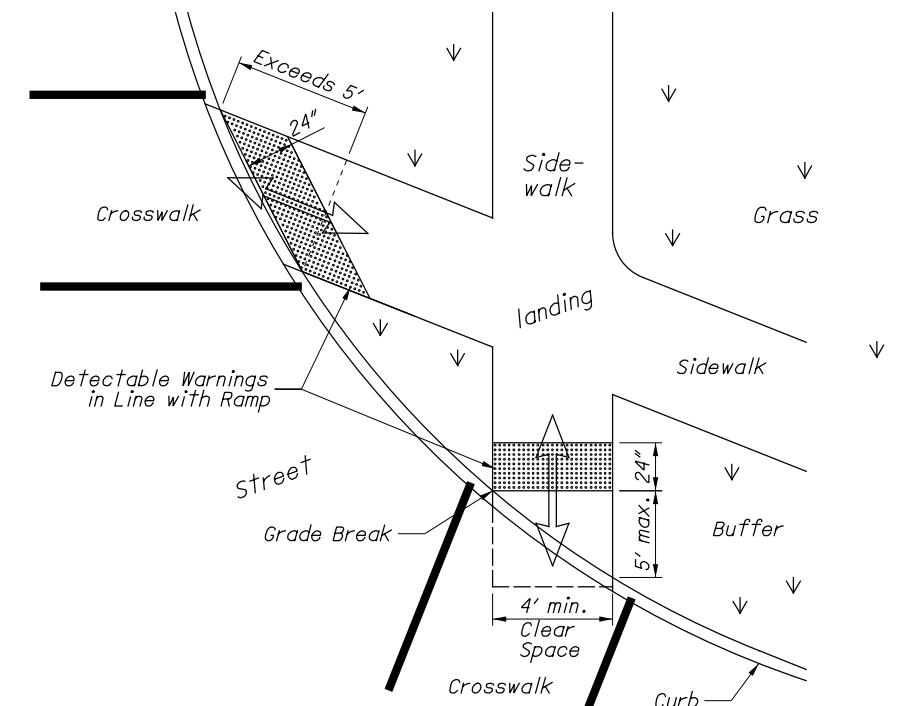 Exceeds 5'
24"
Side-
walk
Crosswalk
Grass
landing
Sidewalk
Detectable Warnings
in Line with Ramp
Street
24"
Grade Break
5' max.
Buffer
4' min.
Clear
Space
Crosswalk
Curb